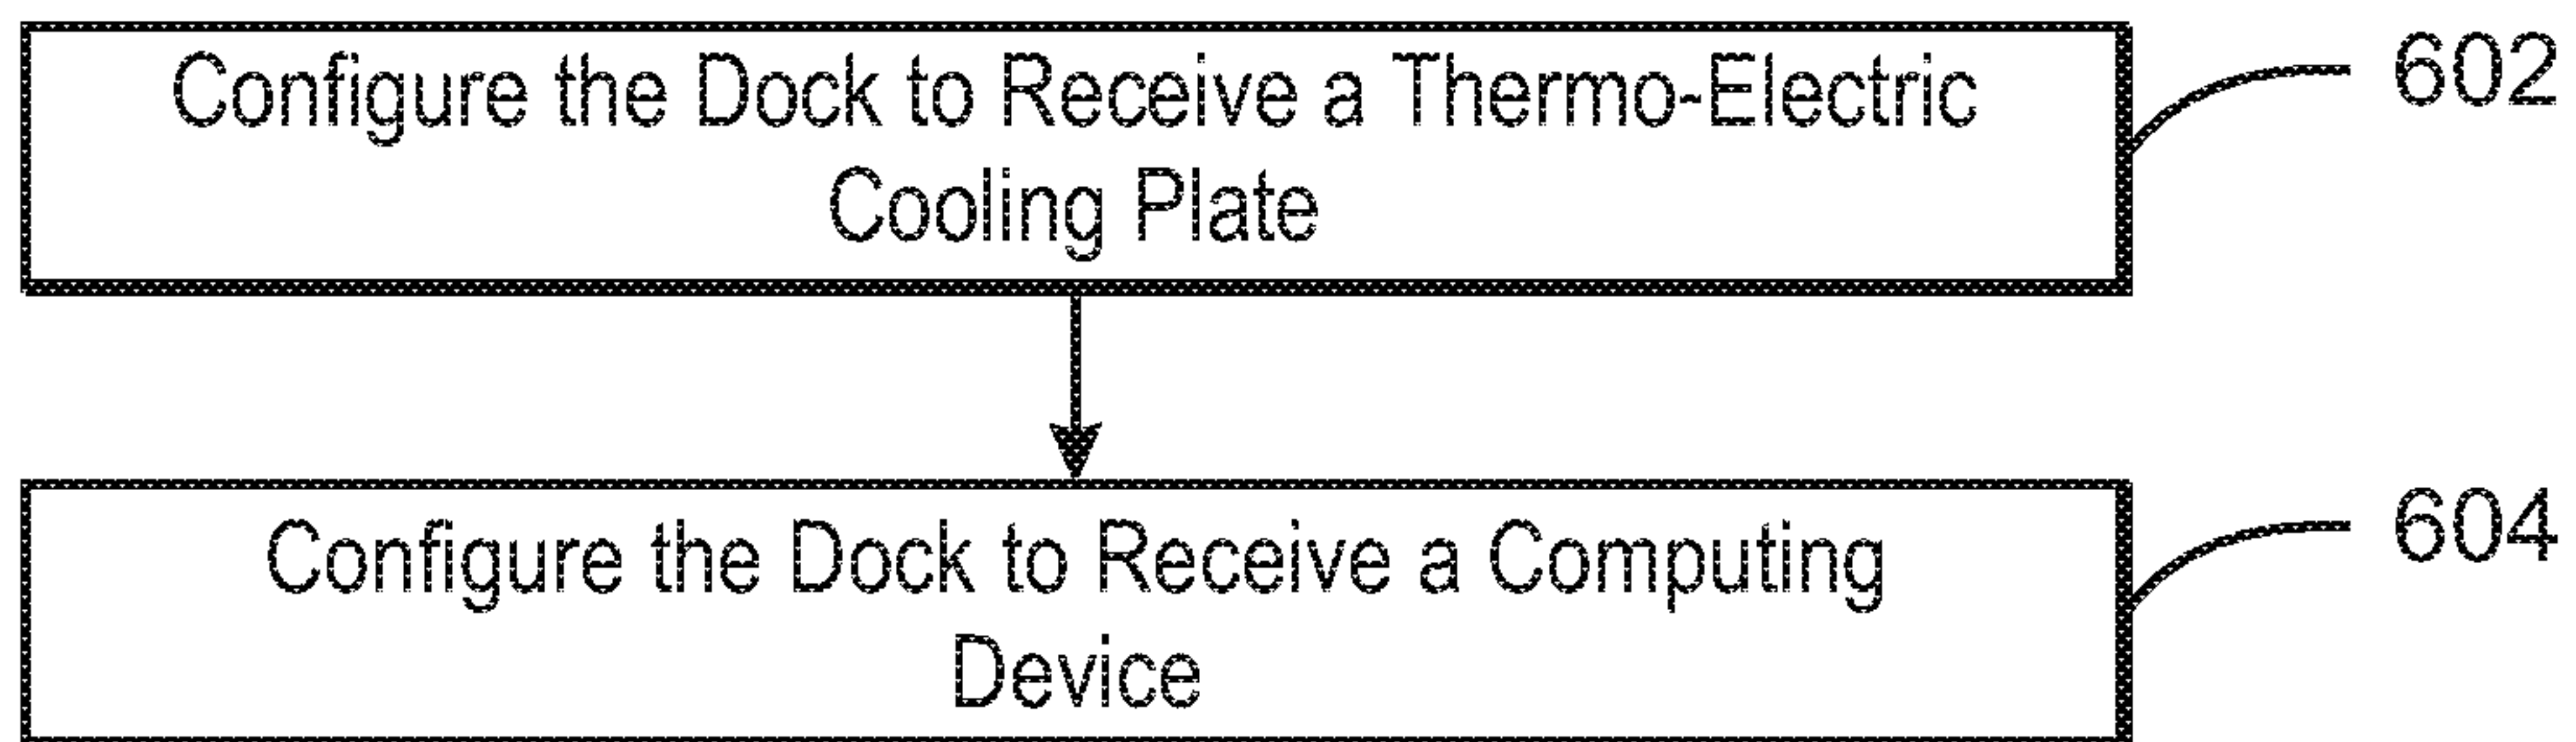 Configure the Dock to Receive a Thermo-Electric
Cooling Plate
602
Configure the Dock to Receive a Computing
Device
604